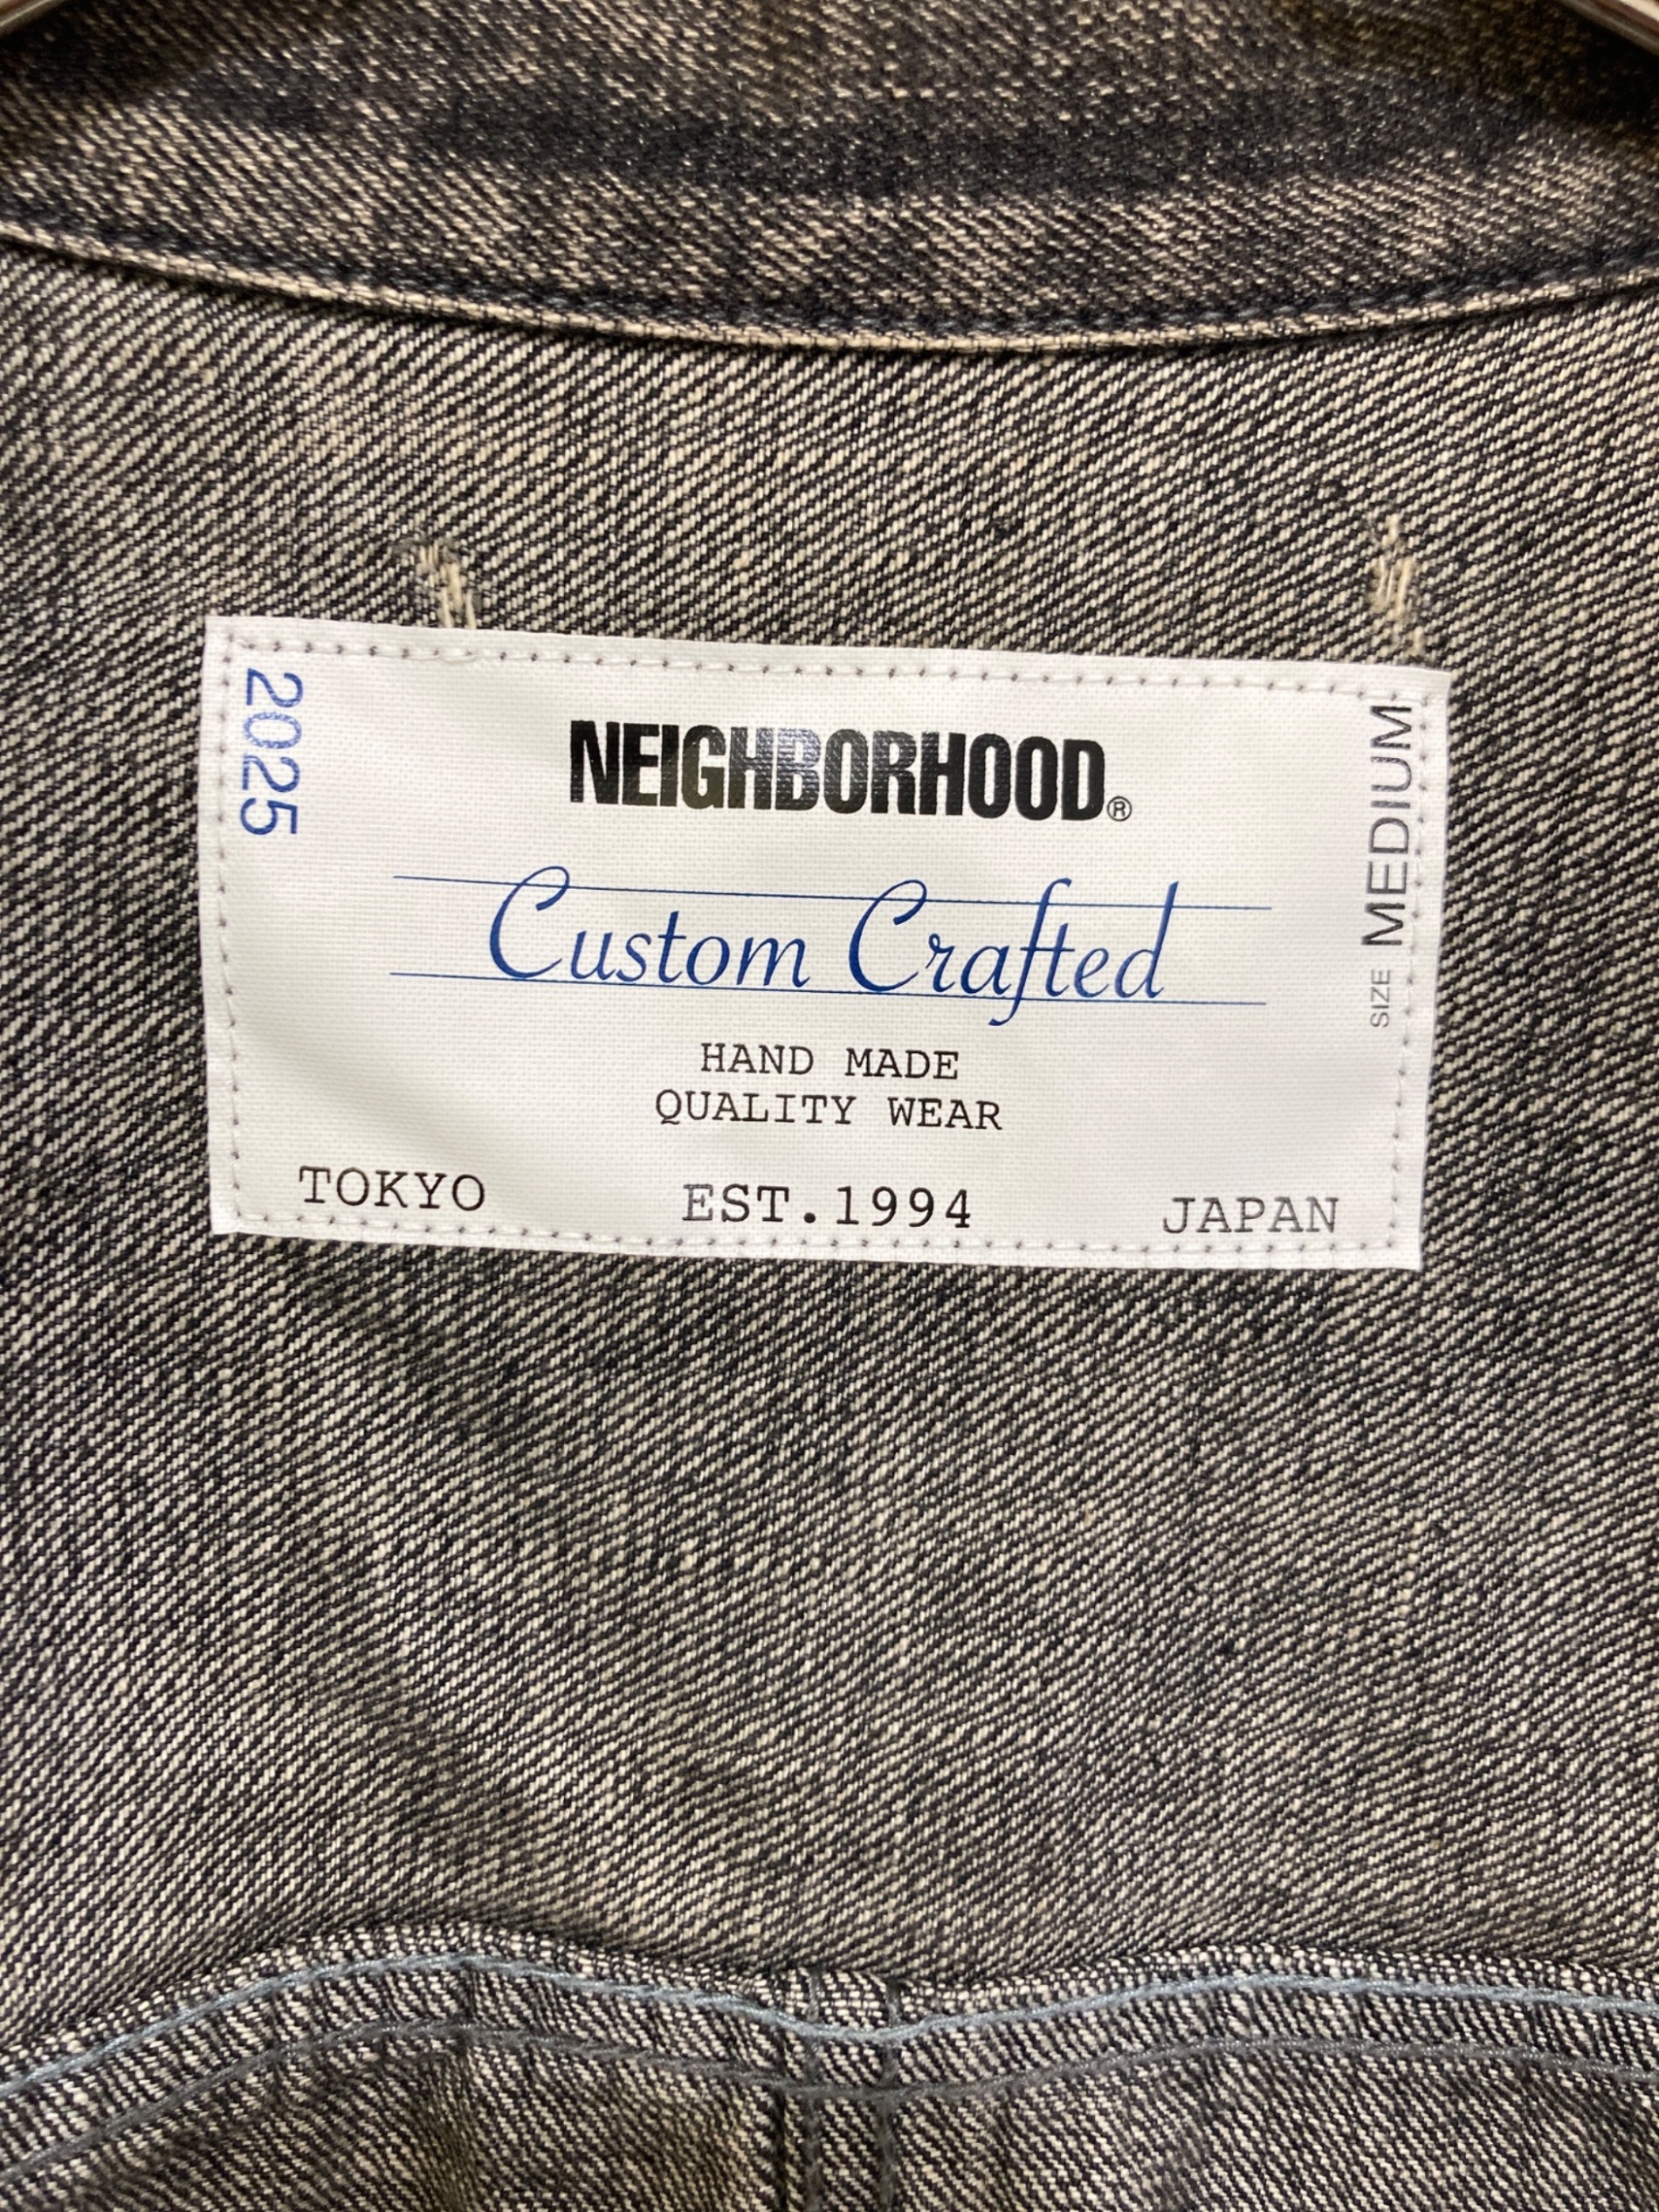 2025
NEIGHBORHOOD®
Custom Crafted
HAND MADE
QUALITY WEAR
TOKYO EST.1994 JAPAN
SIZE MEDIUM